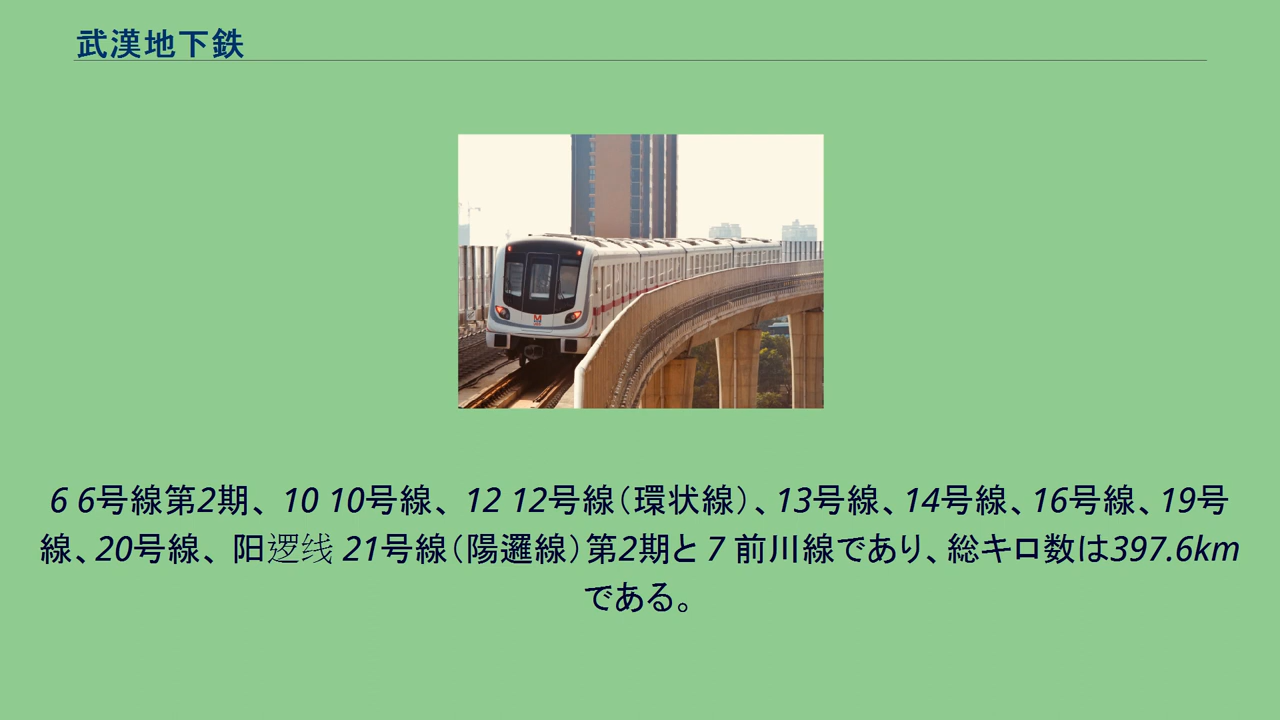 武漢地下鉄
6 6号線第2期、10 10号線、12 12号線（環状線）、13号線、14号線、16号線、19号
線、20号線、阳逻线 21号線（陽邏線）第2期と 7 前川線であり、総キロ数は397.6km
である。